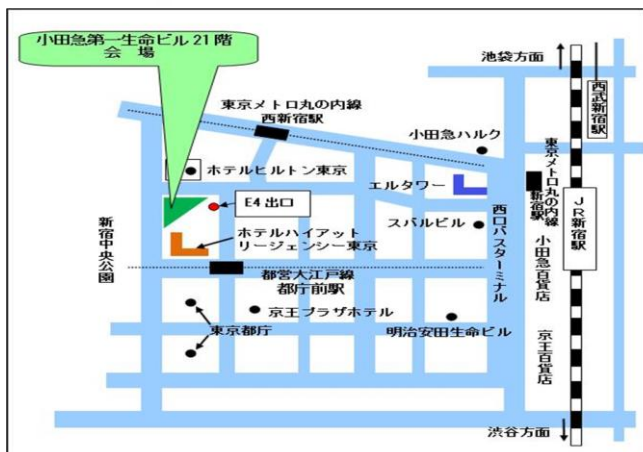 小田急第一生命ビル 21 階
会　場
池袋方面
西武新宿駅
東京メトロ丸の内線
西新宿駅
小田急ハルク
ホテルヒルトン東京
エルタワー
東京メトロ丸の内線
新宿駅
JR新宿駅
E4 出口
新宿中央公園
ホテルハイアット
リージェンシー東京
スバルビル
西口バスターミナル
小田急百貨店
都営大江戸線
都庁前駅
京王プラザホテル
東京都庁
明治安田生命ビル
京王百貨店
渋谷方面